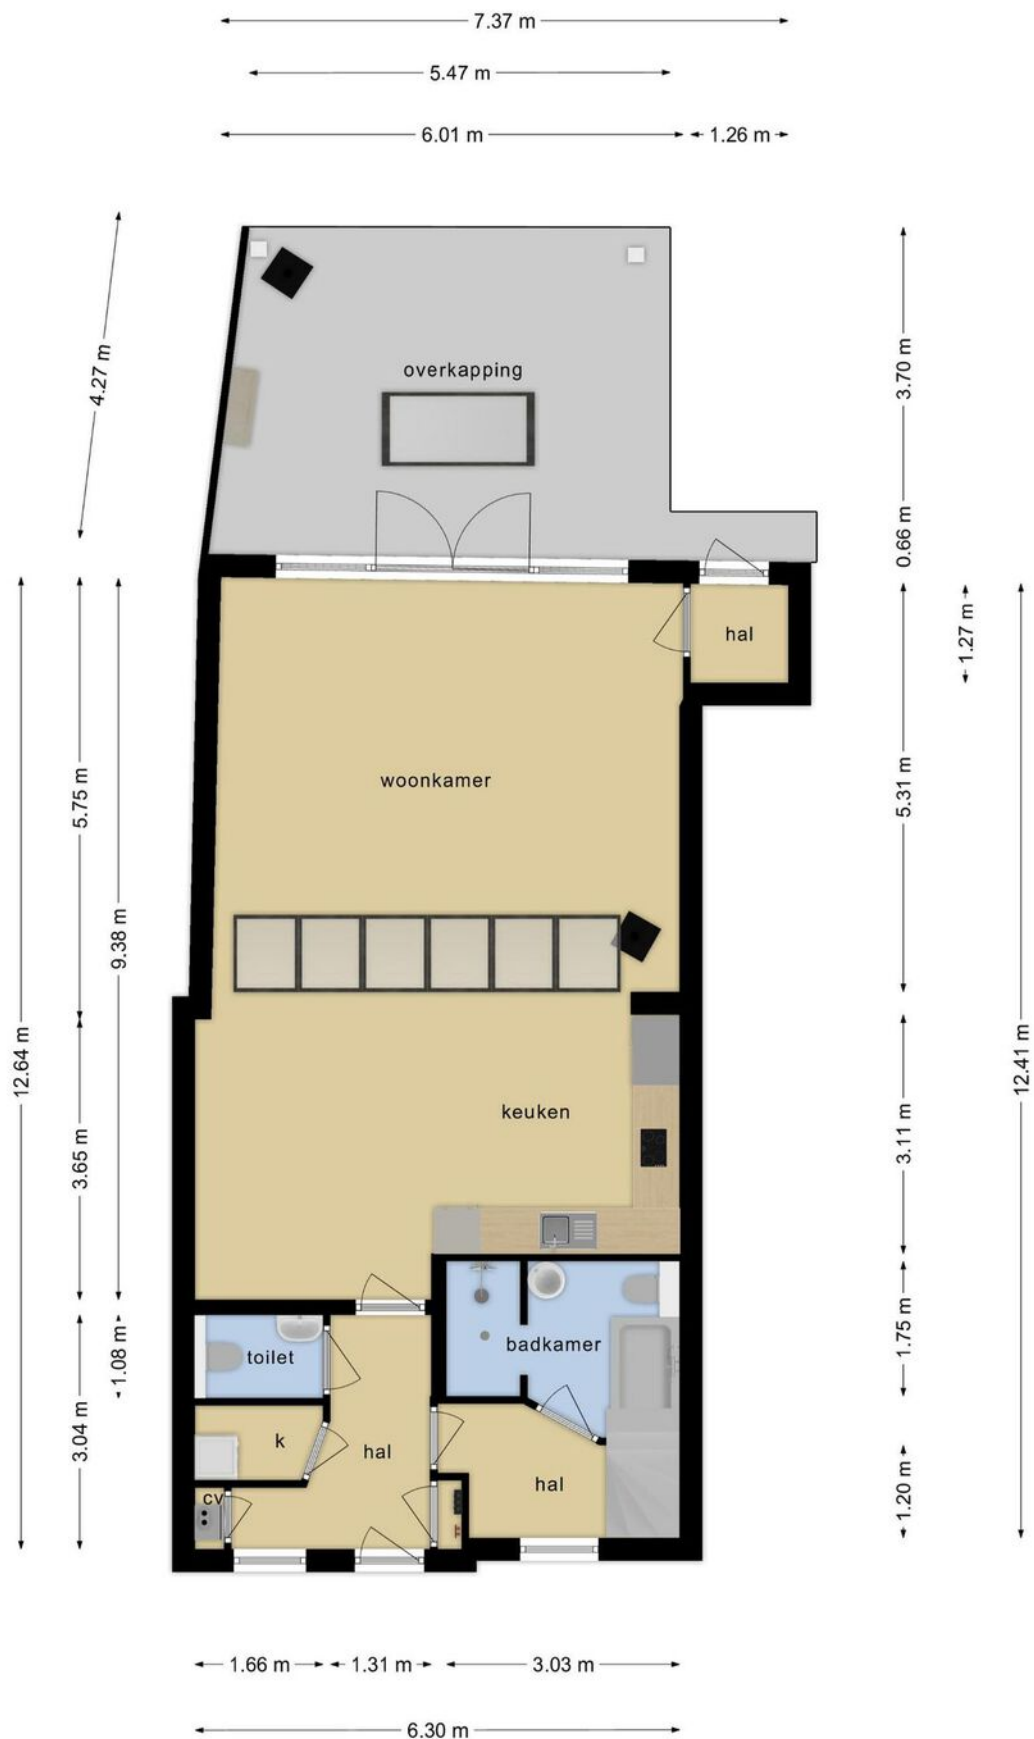 7.37 m
5.47 m
6.01 m
1.26 m
4.27 m
3.70 m
overkapping
0.66 m
hal
1.27 m
woonkamer
5.75 m
5.31 m
9.38 m
12.64 m
12.41 m
keuken
3.65 m
3.11 m
1.75 m
badkamer
toilet
1.08 m
3.04 m
k
hal
hal
cv
1.20 m
1.66 m
1.31 m
3.03 m
6.30 m